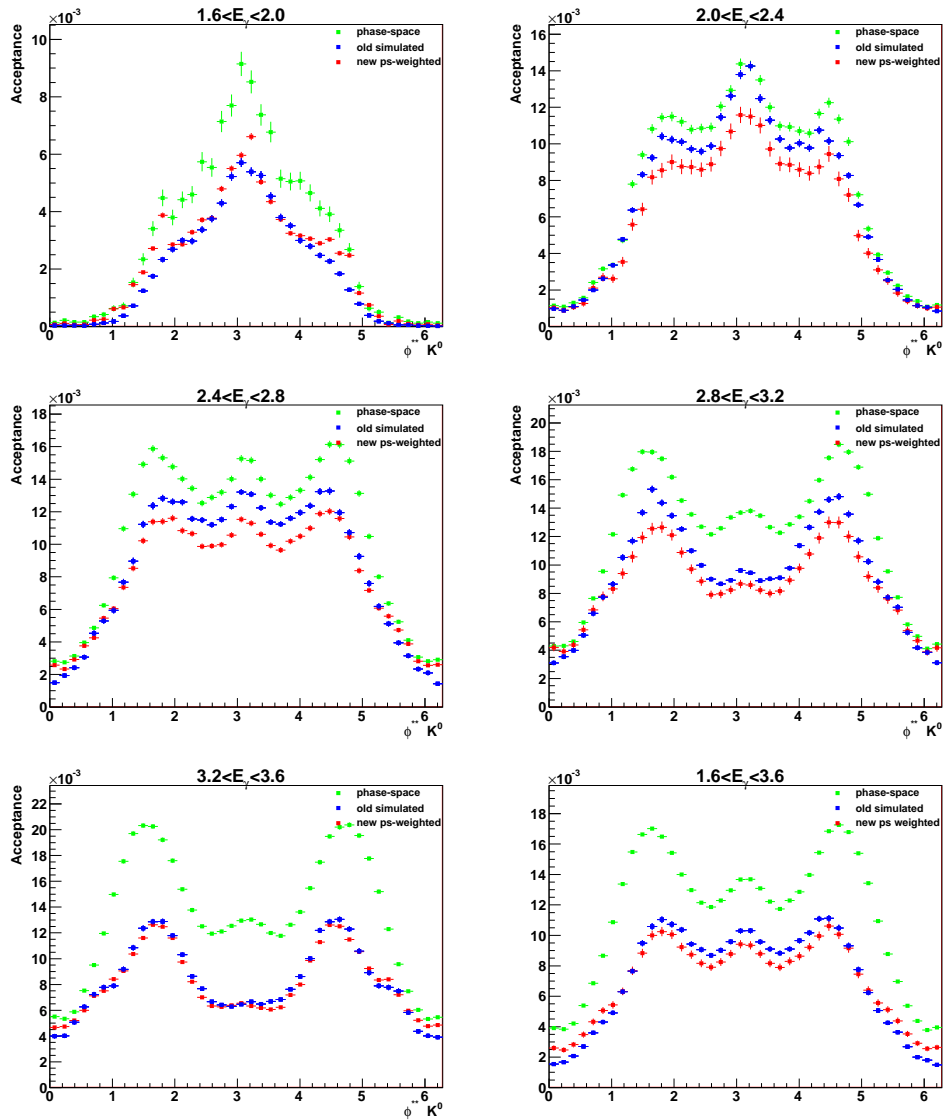 ×10⁻³
1.6<Eγ<2.0
Acceptance
10
8
6
4
2
0
phase-space
old simulated
new ps-weighted
0 1 2 3 4 5 6
ϕ** K⁰
×10⁻³
2.0<Eγ<2.4
Acceptance
16
14
12
10
8
6
4
2
0
phase-space
old simulated
new ps-weighted
0 1 2 3 4 5 6
ϕ** K⁰
×10⁻³
2.4<Eγ<2.8
Acceptance
18
16
14
12
10
8
6
4
2
0
phase-space
old simulated
new ps-weighted
0 1 2 3 4 5 6
ϕ** K⁰
×10⁻³
2.8<Eγ<3.2
Acceptance
20
18
16
14
12
10
8
6
4
2
0
phase-space
old simulated
new ps-weighted
0 1 2 3 4 5 6
ϕ** K⁰
×10⁻³
3.2<Eγ<3.6
Acceptance
22
20
18
16
14
12
10
8
6
4
2
0
phase-space
old simulated
new ps-weighted
0 1 2 3 4 5 6
ϕ** K⁰
×10⁻³
1.6<Eγ<3.6
Acceptance
18
16
14
12
10
8
6
4
2
0
phase-space
old simulated
new ps weighted
0 1 2 3 4 5 6
ϕ** K⁰